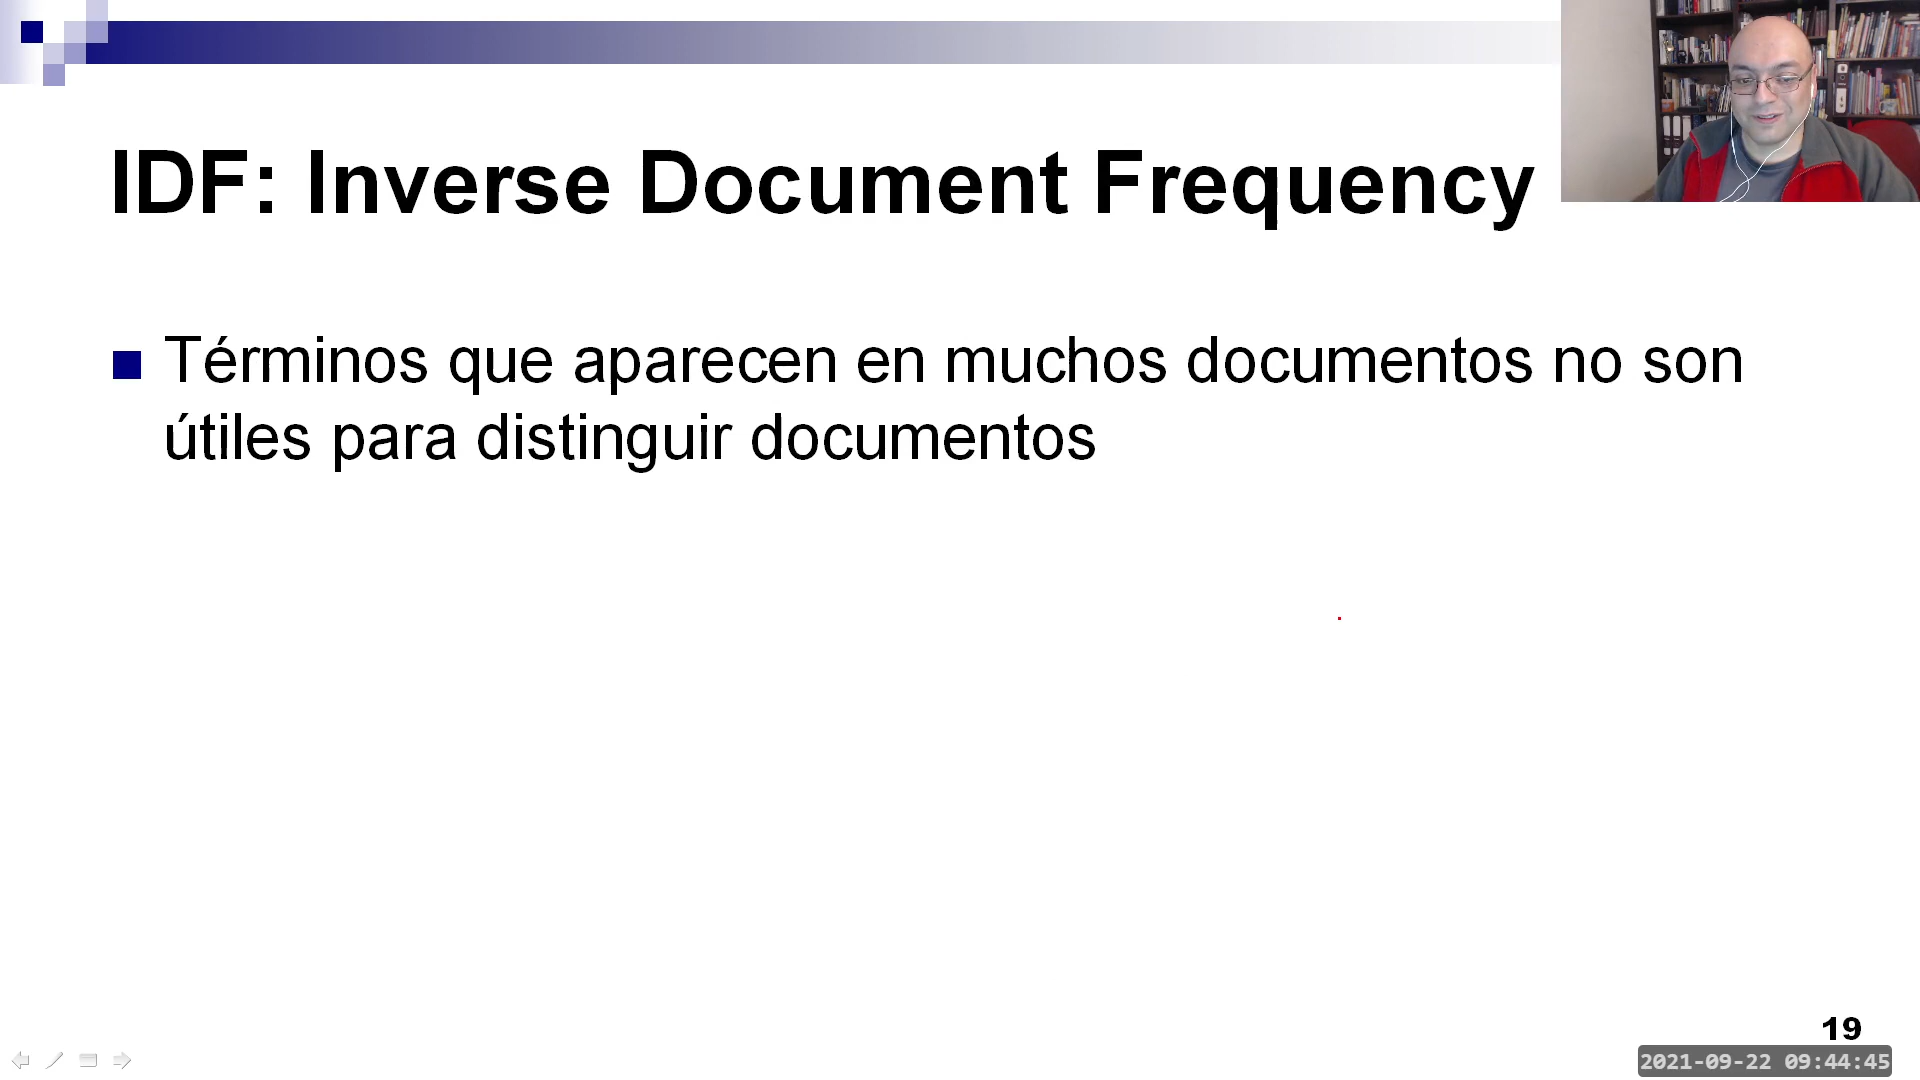 IDF: Inverse Document Frequency
Términos que aparecen en muchos documentos no son
útiles para distinguir documentos
19
2021-09-22 09:44:45